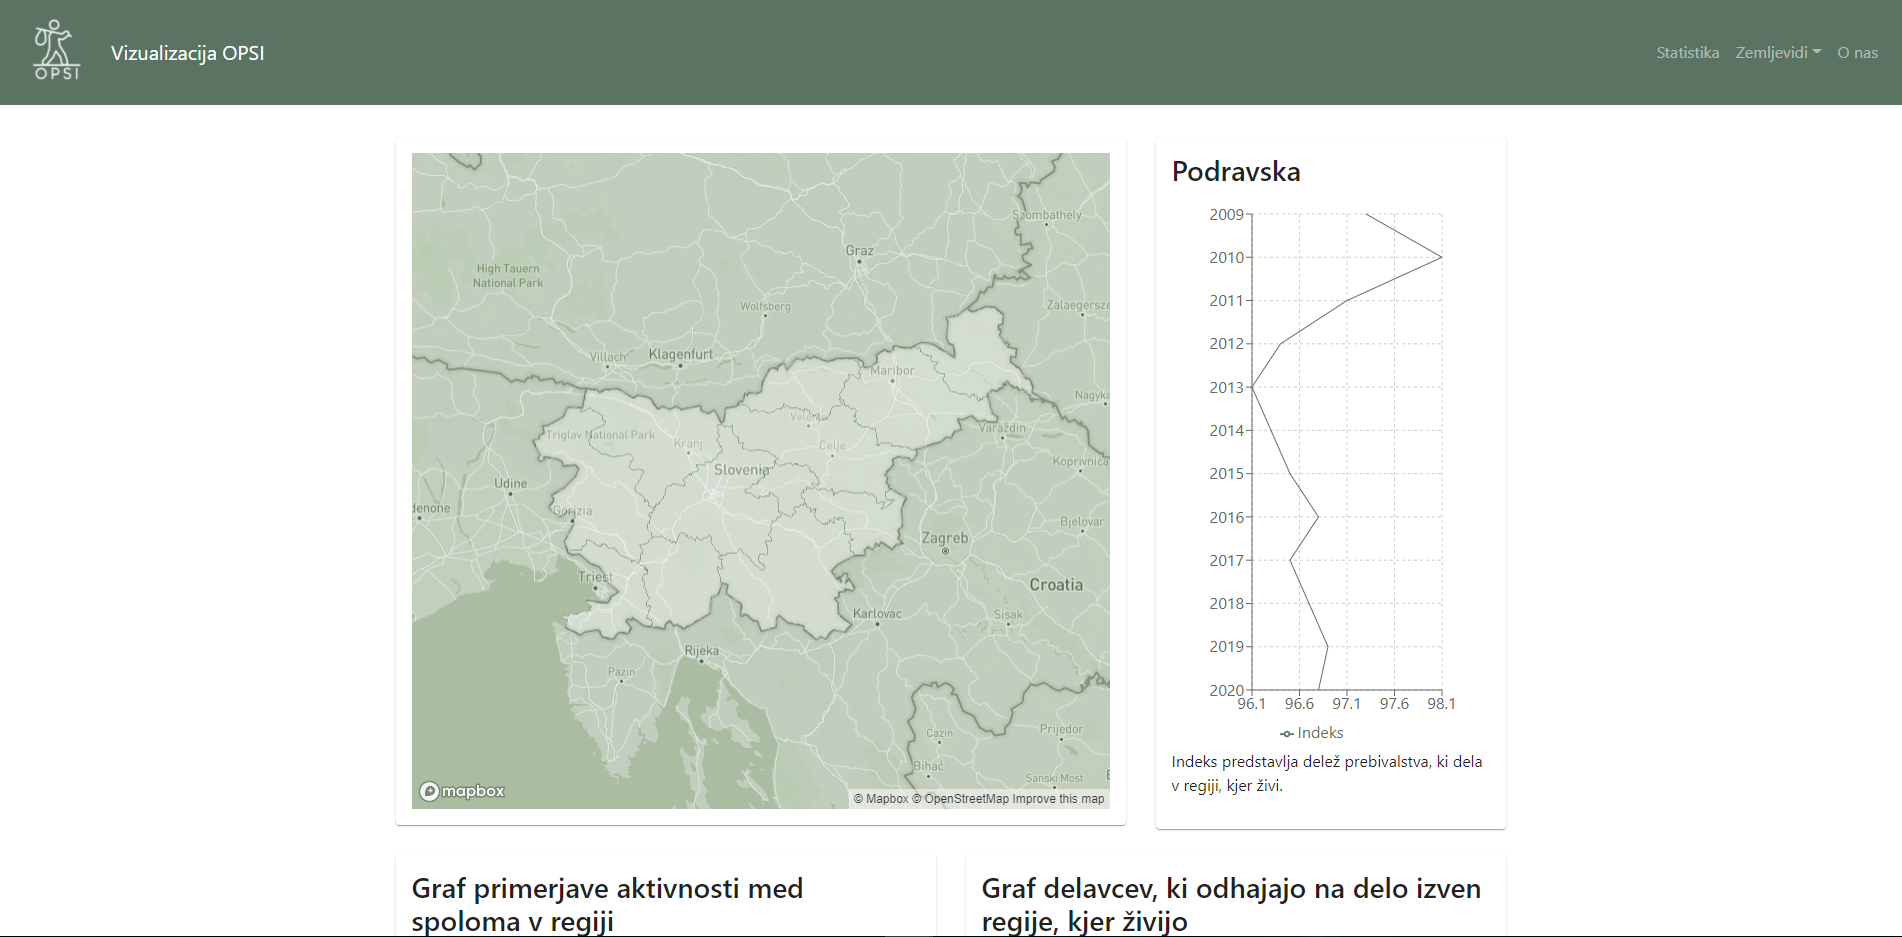 OPSI
Vizualizacija OPSI
Statistika
Zemljevidi
O nas
Szombathely
Graz
High Tauern
National Park
Wolfsberg
Zalaegersze
Villach
Klagenfurt
Maribor
Nagyka
Velenje
Varaždin
Triglav National Park
Kranj
Celje
Slovenia
Koprivnica
Udine
denone
Gorizia
Bjelovar
Zagreb
Triest
Croatia
Karlovac
Sisak
Rijeka
Pazin
Cazin
Prijedor
Bihać
Sanski Most
mapbox
© Mapbox © OpenStreetMap Improve this map
Podravska
2009
2010
2011
2012
2013
2014
2015
2016
2017
2018
2019
2020
96.1 96.6 97.1 97.6 98.1
Indeks
Indeks predstavlja delež prebivalstva, ki dela
v regiji, kjer živi.
Graf primerjave aktivnosti med
spoloma v regiji
Graf delavcev, ki odhajajo na delo izven
regije, kjer živijo